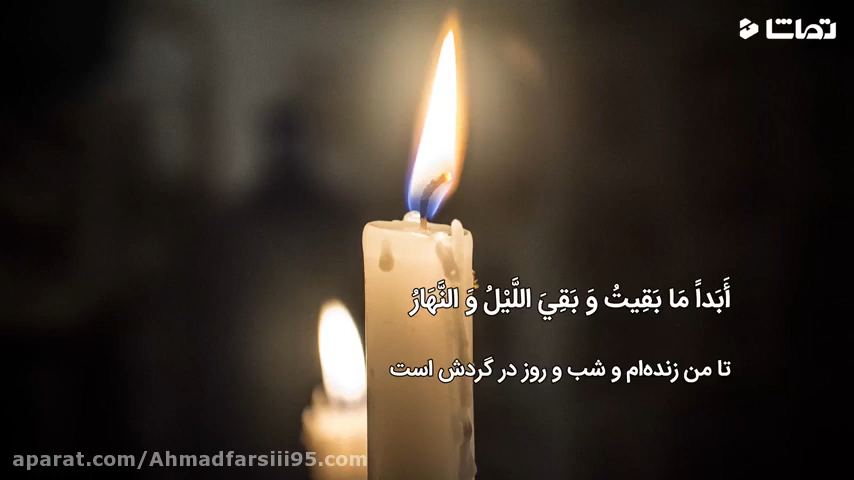 تماشا
أَبَداً مَا بَقِيتُ وَ بَقِيَ اللَّيْلُ وَ النَّهَارُ
تا من زنده‌ام و شب و روز در گردش است
aparat.com/Ahmadfarsiii95.com